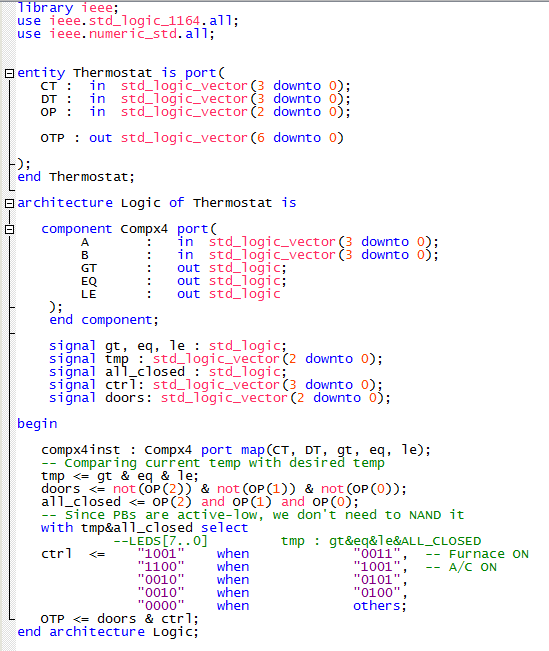 library ieee;
use ieee.std_logic_1164.all;
use ieee.numeric_std.all;
entity Thermostat is port(
CT : in std_logic_vector(3 downto 0);
DT : in std_logic_vector(3 downto 0);
OP : in std_logic_vector(2 downto 0);
OTP : out std_logic_vector(6 downto 0)
);
end Thermostat;
architecture Logic of Thermostat is
component Compx4 port(
A : in std_logic_vector(3 downto 0);
B : in std_logic_vector(3 downto 0);
GT : out std_logic;
EQ : out std_logic;
LE : out std_logic
);
end component;
signal gt, eq, le : std_logic;
signal tmp : std_logic_vector(2 downto 0);
signal all_closed : std_logic;
signal ctrl: std_logic_vector(3 downto 0);
signal doors: std_logic_vector(2 downto 0);
begin
compx4inst : Compx4 port map(CT, DT, gt, eq, le);
-- Comparing current temp with desired temp
tmp <= gt & eq & le;
doors <= not(OP(2)) & not(OP(1)) & not(OP(0));
all_closed <= OP(2) and OP(1) and OP(0);
-- Since PBs are active-low, we don't need to NAND it
with tmp&all_closed select
--LEDS[7..0] tmp : gt&eq&le&ALL_CLOSED
ctrl <= "1001" when "0011", -- Furnace ON
"1100" when "1001", -- A/C ON
"0010" when "0101",
"0010" when "0100",
"0000" when others;
OTP <= doors & ctrl;
end architecture Logic;